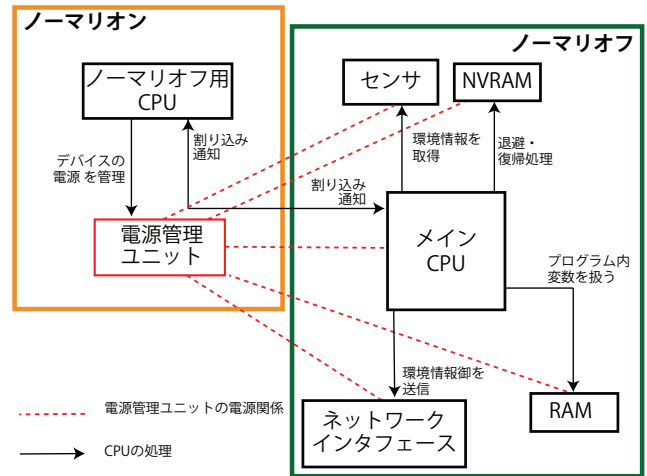 ノーマリオン
ノーマリオフ
ノーマリオフ用
CPU
センサ
NVRAM
割り込み
通知
環境情報を
取得
退避・
復帰処理
デバイスの
電源 を管理
割り込み
通知
電源管理
ユニット
メイン
CPU
プログラム内
変数を扱う
環境情報御を
送信
電源管理ユニットの電源関係
ネットワーク
インタフェース
RAM
CPUの処理